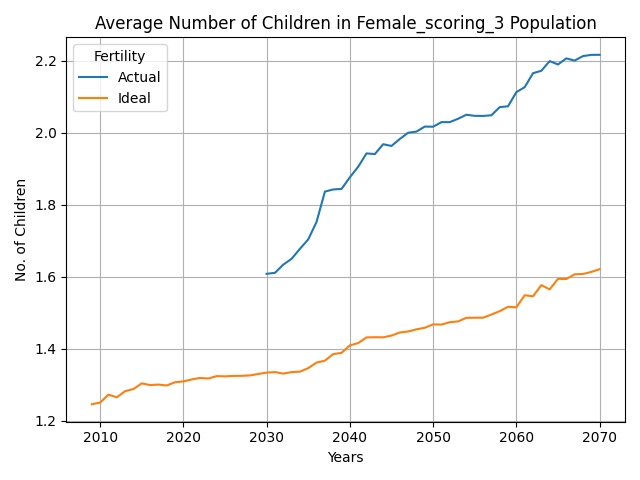 Average Number of Children in Female_scoring_3 Population
Fertility
Actual
Ideal
No. of Children
2.2
2.0
1.8
1.6
1.4
1.2
2010 2020 2030 2040 2050 2060 2070
Years